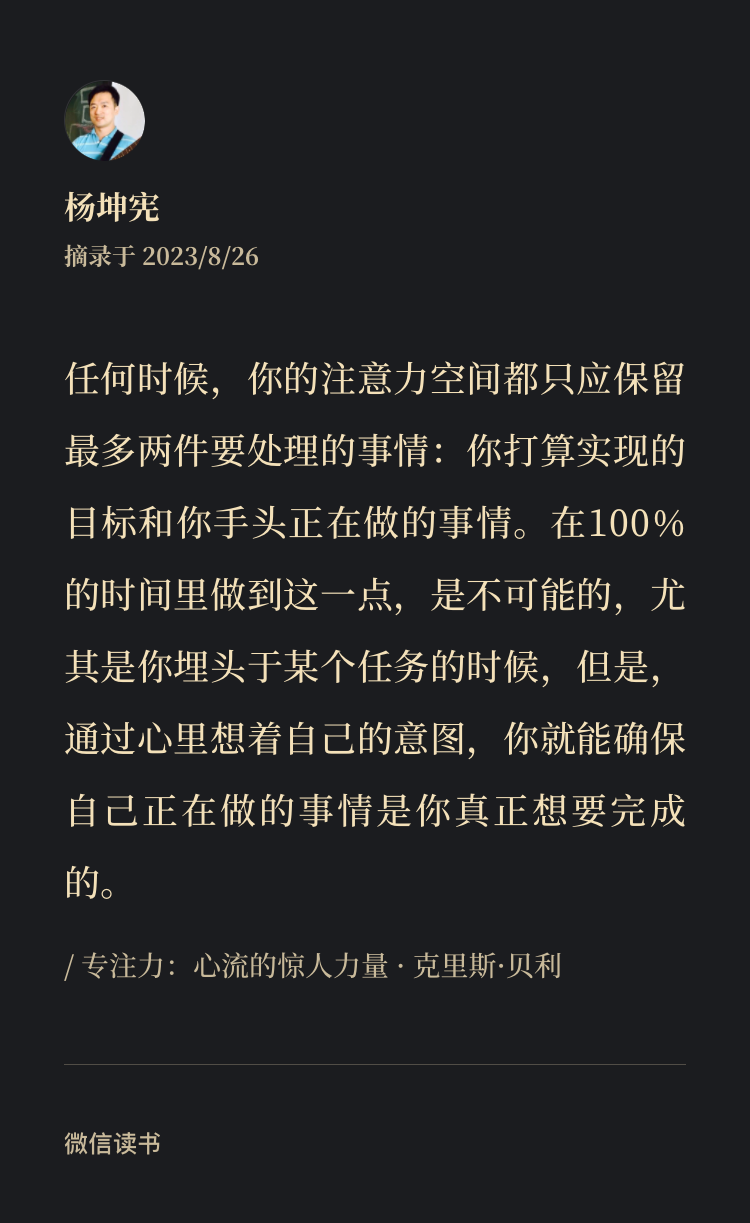 杨坤宪
摘录于 2023/8/26
任何时候，你的注意力空间都只应保留
最多两件要处理的事情：你打算实现的
目标和你手头正在做的事情。在100%
的时间里做到这一点，是不可能的，尤
其是你埋头于某个任务的时候，但是，
通过心里想着自己的意图，你就能确保
自己正在做的事情是你真正想要完成
的。
/ 专注力：心流的惊人力量 · 克里斯·贝利
微信读书